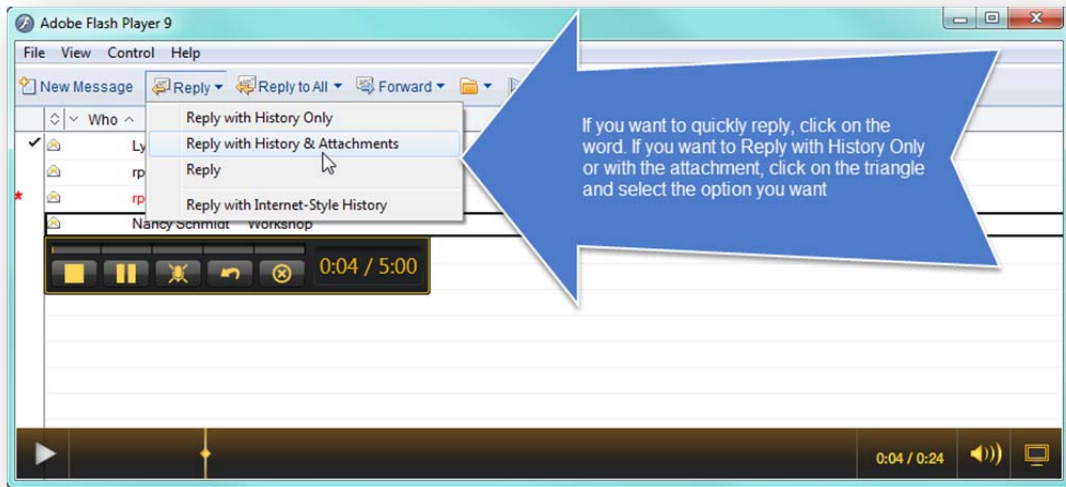 Adobe Flash Player 9
File View Control Help
New Message Reply Reply to All Forward
Who
Reply with History Only
Reply with History & Attachments
Reply
Reply with Internet-Style History
Ly
rp
rp
Nancy Schmidt Workshop
0:04 / 5:00
If you want to quickly reply, click on the
word. If you want to Reply with History Only
or with the attachment, click on the triangle
and select the option you want
0:04 / 0:24